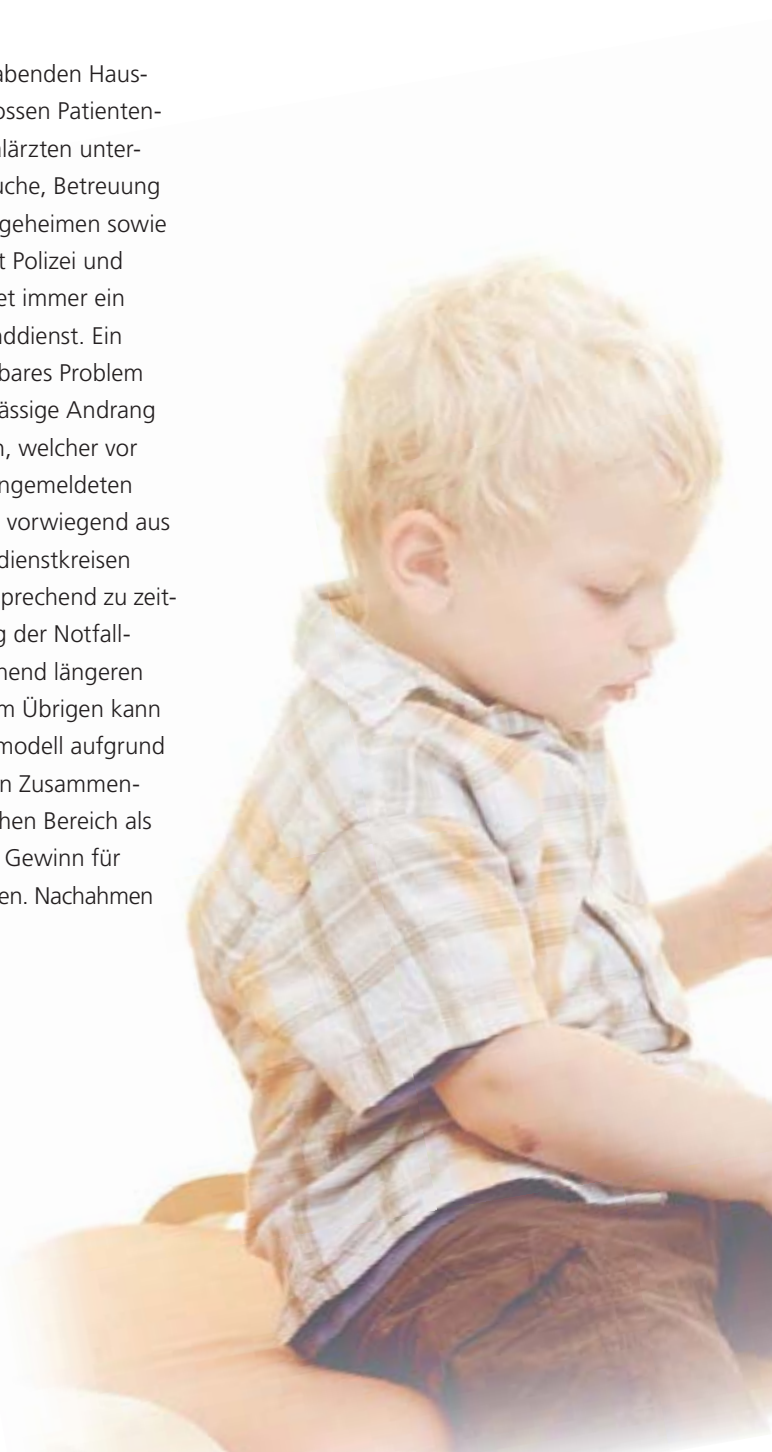 abenden Haus-
ossen Patienten-
lärzten unter-
uche, Betreuung
geheimen sowie
t Polizei und
et immer ein
ddienst. Ein
bares Problem
ässige Andrang
n, welcher vor
ngemeldeten
vorwiegend aus
dienstkreisen
prechend zu zeit-
g der Notfall-
hend längeren
m Übrigen kann
modell aufgrund
n Zusammen-
hen Bereich als
Gewinn für
en. Nachahmen